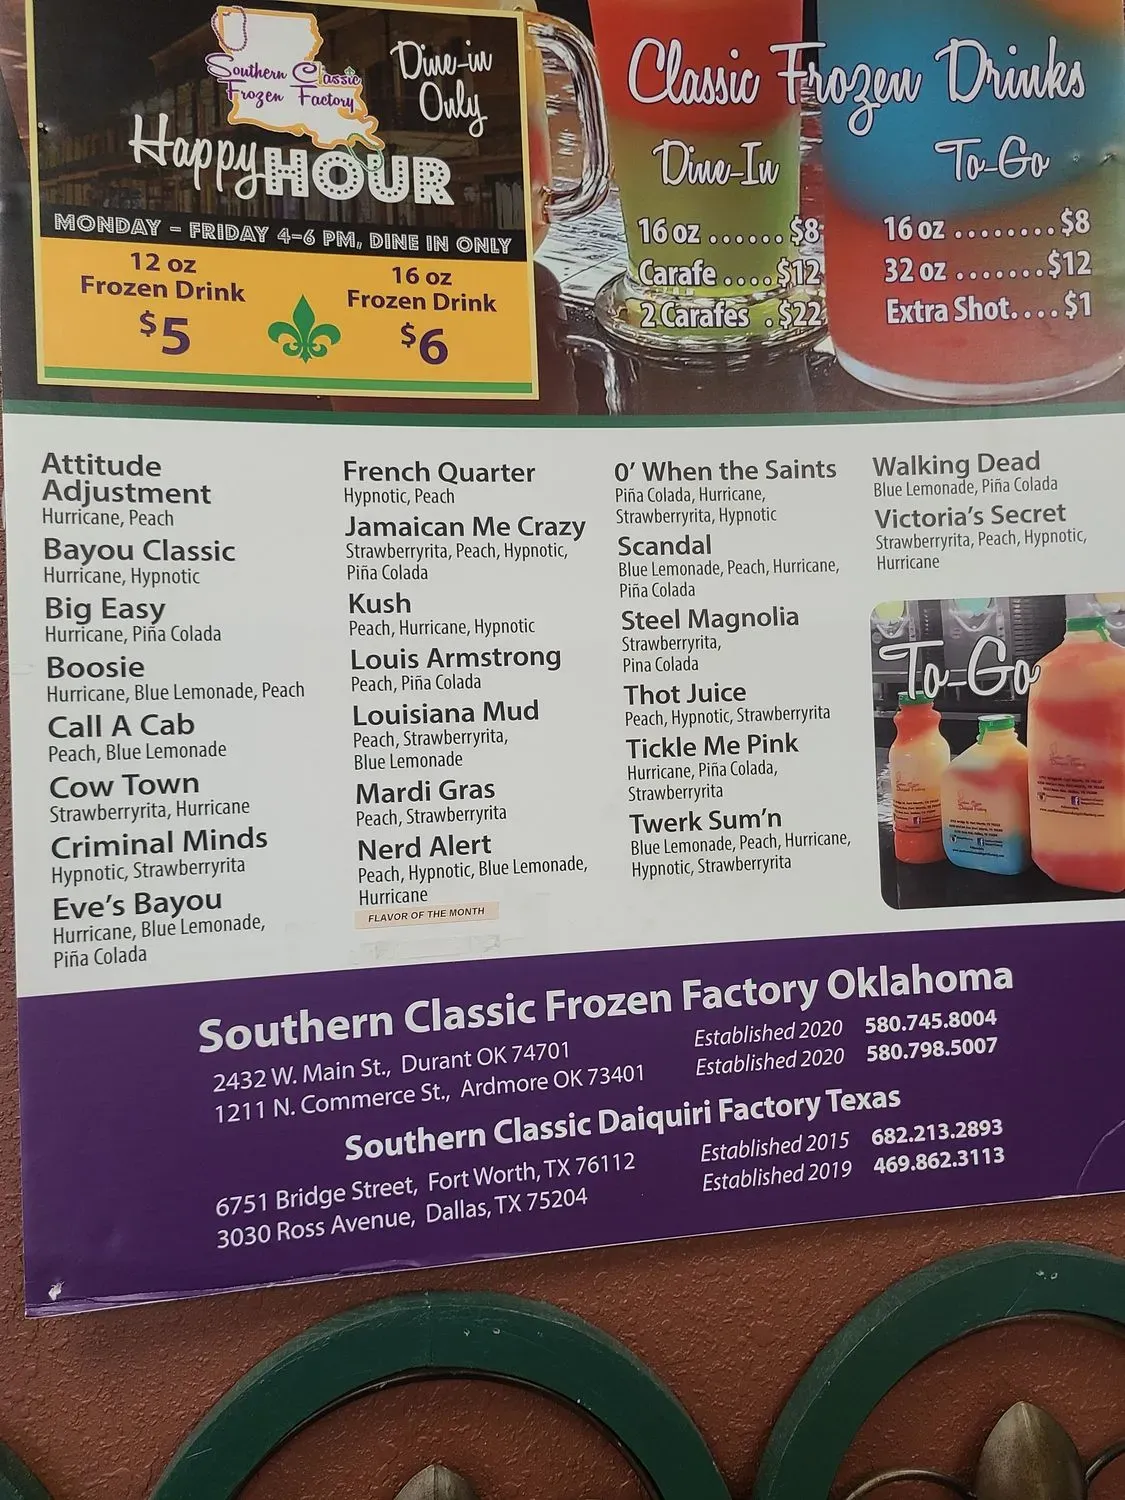 Southern Classic
Frozen Factory
Dine-in
Only
Happy HOUR
MONDAY – FRIDAY 4-6 PM, DINE IN ONLY
12 oz
Frozen Drink
$5
16 oz
Frozen Drink
$6
Classic Frozen Drinks
Dine-In
16 oz ...... $8
Carafe .... $12
2 Carafes . $22
To-Go
16 oz ........ $8
32 oz ....... $12
Extra Shot.... $1
Attitude
Adjustment
Hurricane, Peach
Bayou Classic
Hurricane, Hypnotic
Big Easy
Hurricane, Piña Colada
Boosie
Hurricane, Blue Lemonade, Peach
Call A Cab
Peach, Blue Lemonade
Cow Town
Strawberryrita, Hurricane
Criminal Minds
Hypnotic, Strawberryrita
Eve's Bayou
Hurricane, Blue Lemonade,
Piña Colada
French Quarter
Hypnotic, Peach
Jamaican Me Crazy
Strawberryrita, Peach, Hypnotic,
Piña Colada
Kush
Peach, Hurricane, Hypnotic
Louis Armstrong
Peach, Piña Colada
Louisiana Mud
Peach, Strawberryrita,
Blue Lemonade
Mardi Gras
Peach, Strawberryrita
Nerd Alert
Peach, Hypnotic, Blue Lemonade,
Hurricane
FLAVOR OF THE MONTH
O' When the Saints
Piña Colada, Hurricane,
Strawberryrita, Hypnotic
Scandal
Blue Lemonade, Peach, Hurricane,
Piña Colada
Steel Magnolia
Strawberryrita,
Pina Colada
Thot Juice
Peach, Hypnotic, Strawberryrita
Tickle Me Pink
Hurricane, Piña Colada,
Strawberryrita
Twerk Sum'n
Blue Lemonade, Peach, Hurricane,
Hypnotic, Strawberryrita
Walking Dead
Blue Lemonade, Piña Colada
Victoria's Secret
Strawberryrita, Peach, Hypnotic,
Hurricane
To-Go
Southern Classic Frozen Factory Oklahoma
2432 W. Main St., Durant OK 74701 Established 2020 580.745.8004
1211 N. Commerce St., Ardmore OK 73401 Established 2020 580.798.5007
Southern Classic Daiquiri Factory Texas
6751 Bridge Street, Fort Worth, TX 76112 Established 2015 682.213.2893
3030 Ross Avenue, Dallas, TX 75204 Established 2019 469.862.3113